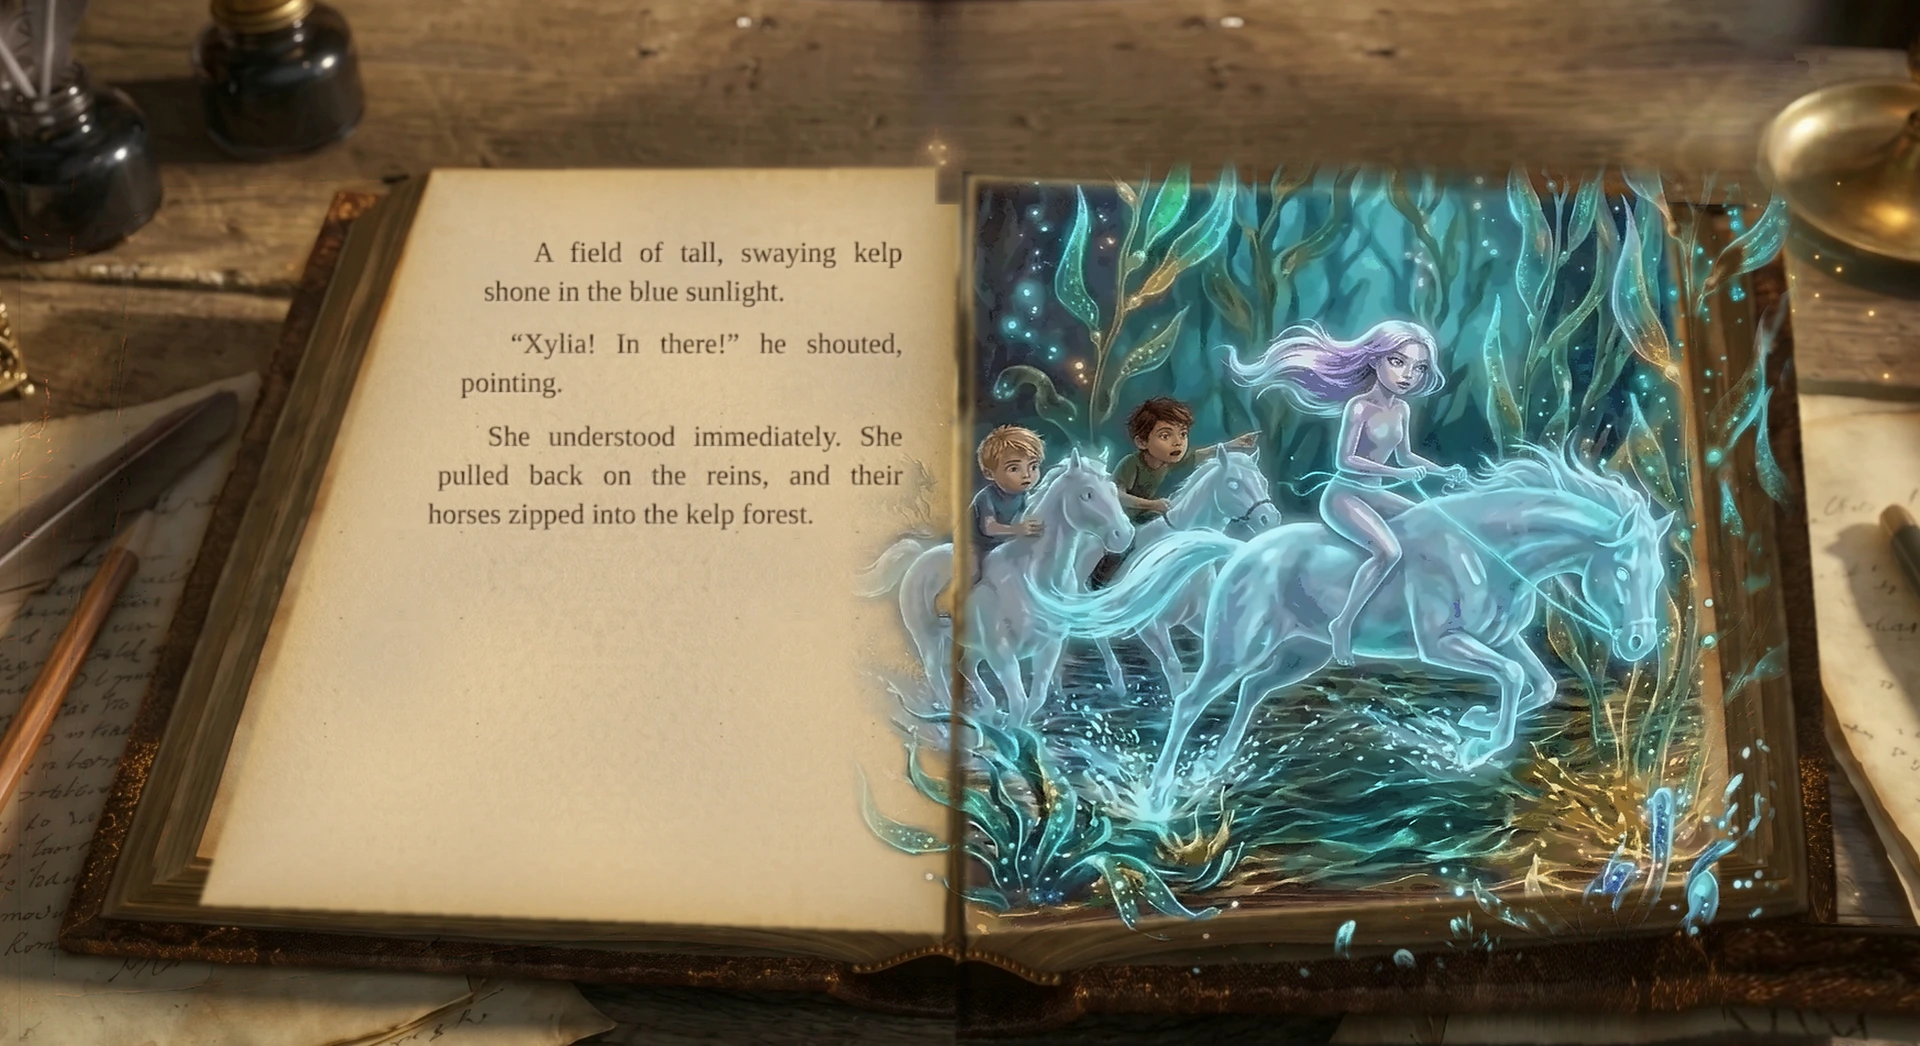 A field of tall, swaying kelp
shone in the blue sunlight.
“Xylia! In there!” he shouted,
pointing.
She understood immediately. She
pulled back on the reins, and their
horses zipped into the kelp forest.